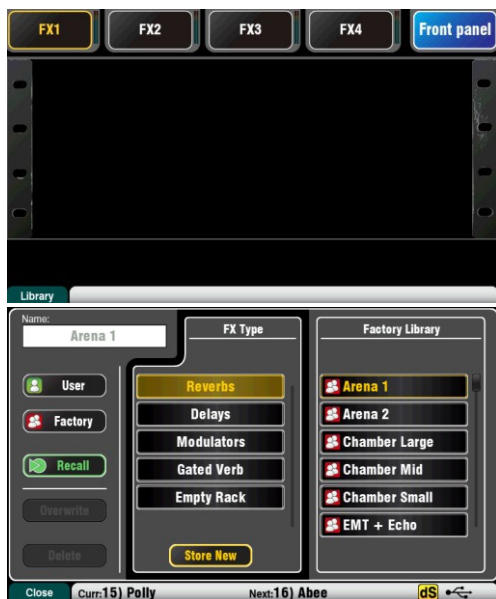 FX1 FX2 FX3 FX4 Front panel
Library
Name:
Arena 1
FX Type
Factory Library
User
Factory
Recall
Overwrite
Delete
Reverbs
Delays
Modulators
Gated Verb
Empty Rack
Store New
Arena 1
Arena 2
Chamber Large
Chamber Mid
Chamber Small
EMT + Echo
Close Curr:15) Polly Next:16) Abee dS